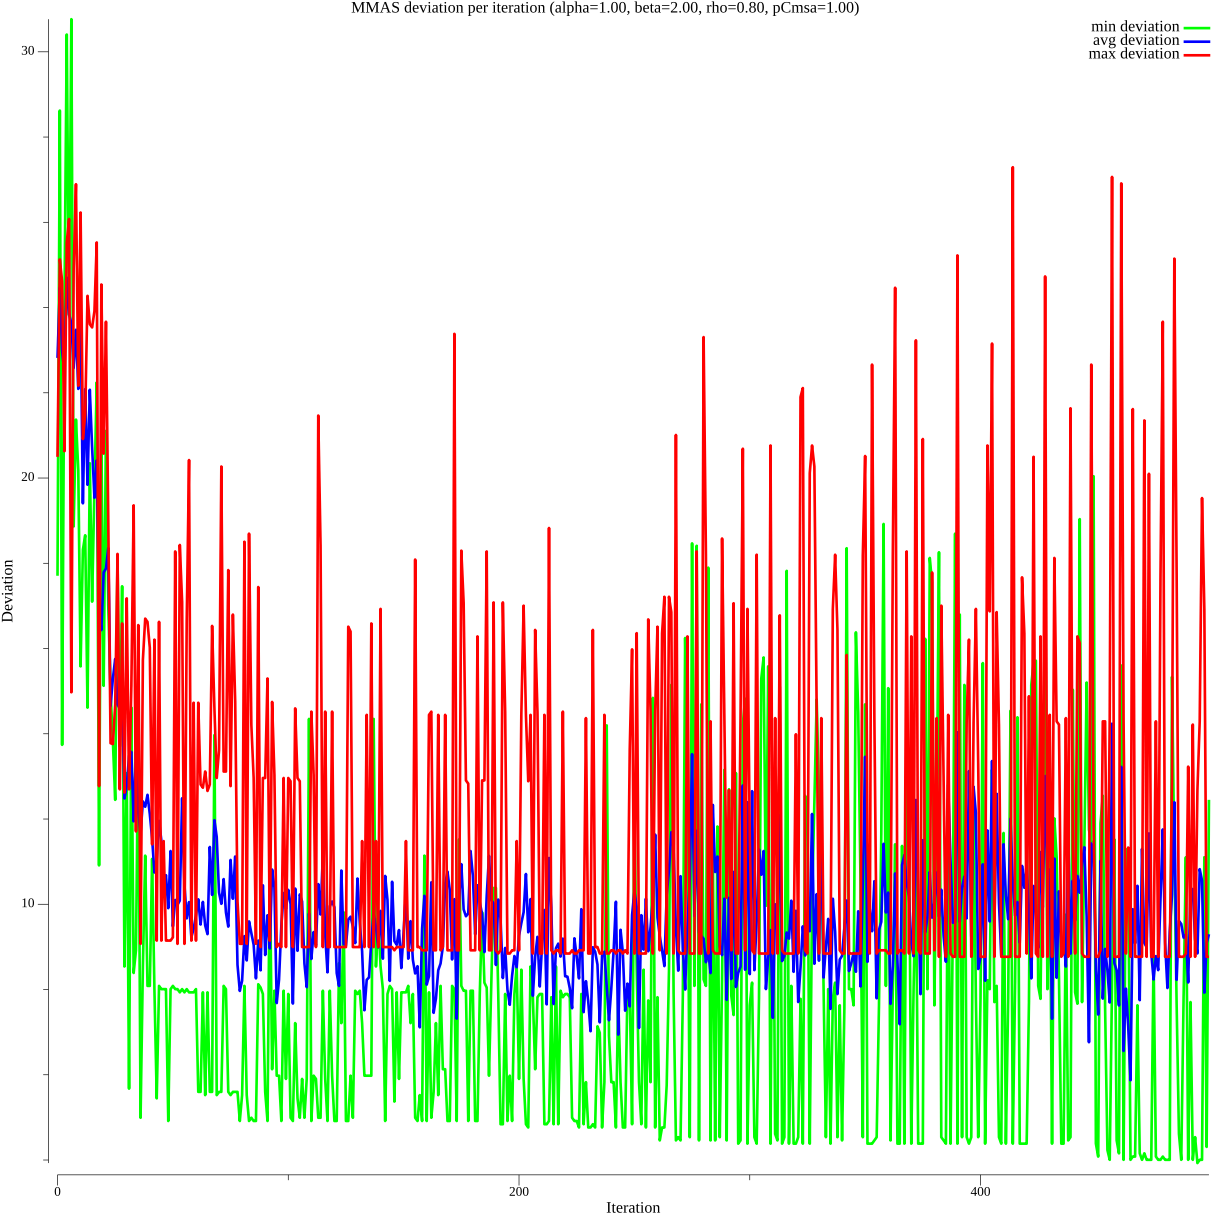 MMAS deviation per iteration (alpha=1.00, beta=2.00, rho=0.80, pCmsa=1.00)
min deviation
avg deviation
max deviation
30
20
10
Deviation
0
200
400
Iteration